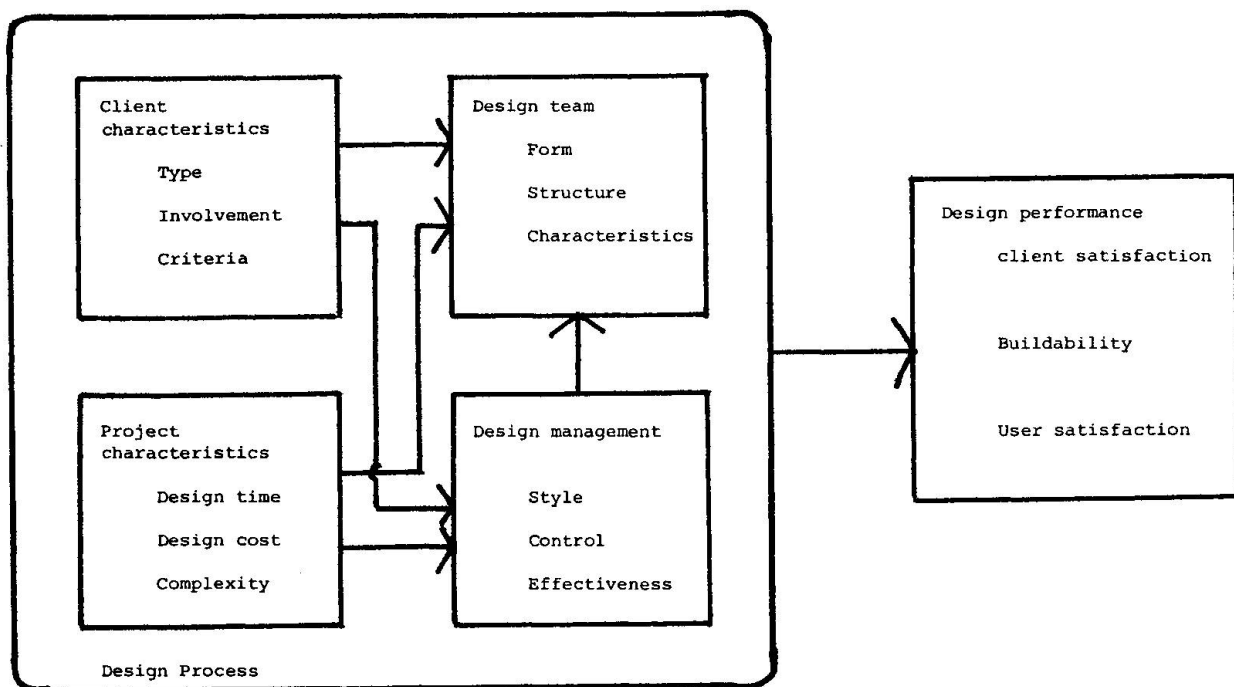 Client
characteristics
Type
Involvement
Criteria
Design team
Form
Structure
Characteristics
Project
characteristics
Design time
Design cost
Complexity
Design management
Style
Control
Effectiveness
Design Process
Design performance
client satisfaction
Buildability
User satisfaction